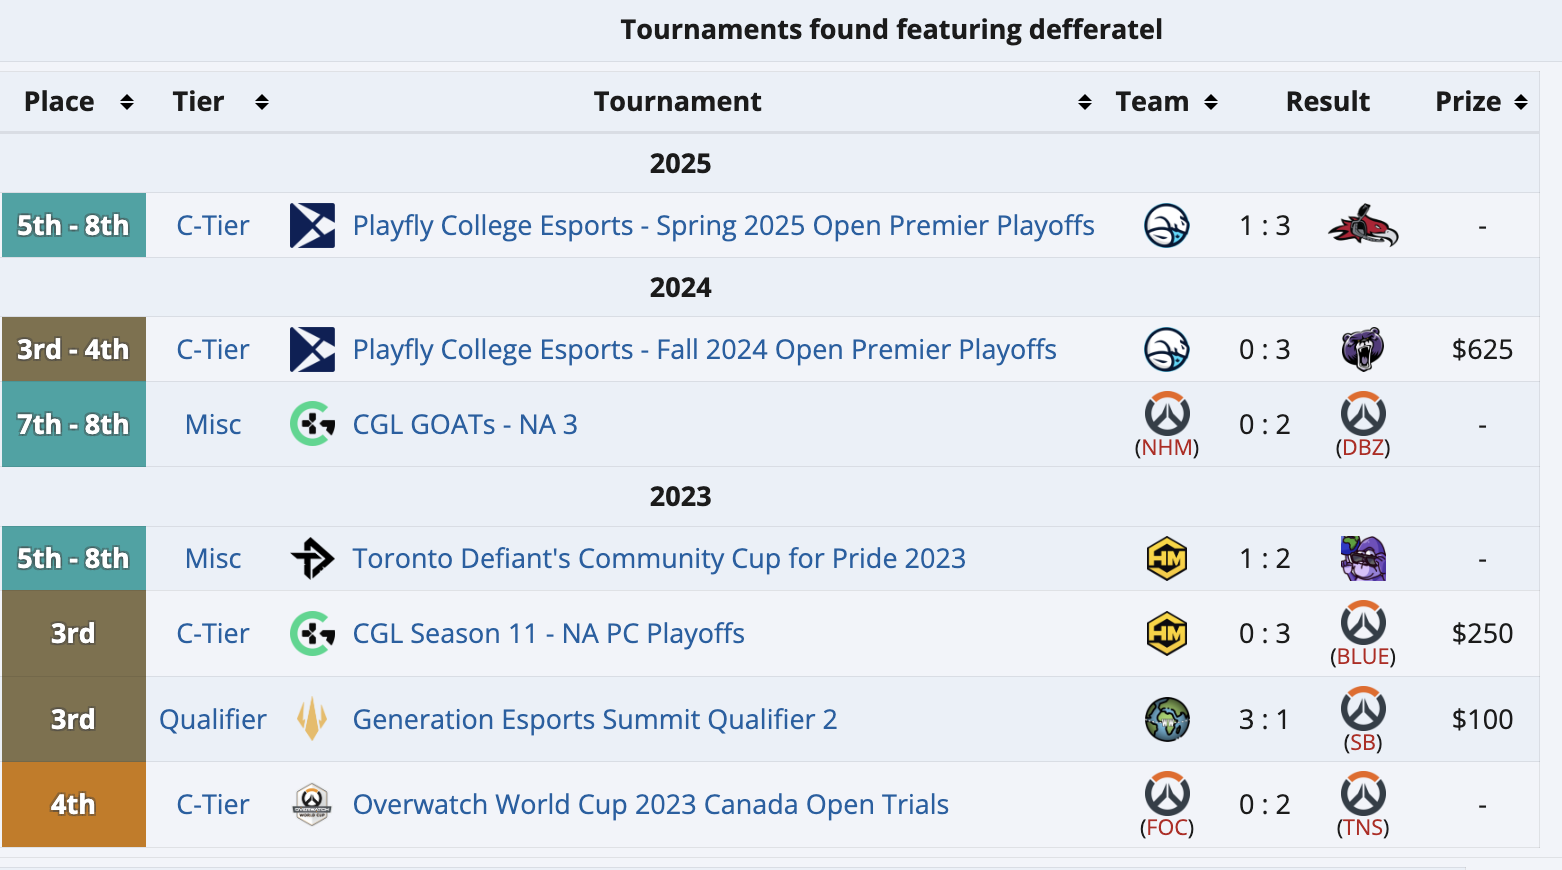 Tournaments found featuring defferatel
Place Tier Tournament Team Result Prize
2025
5th - 8th C-Tier Playfly College Esports - Spring 2025 Open Premier Playoffs 1 : 3 -
2024
3rd - 4th C-Tier Playfly College Esports - Fall 2024 Open Premier Playoffs 0 : 3 $625
7th - 8th Misc CGL GOATs - NA 3 (NHM) 0 : 2 (DBZ) -
2023
5th - 8th Misc Toronto Defiant's Community Cup for Pride 2023 HM 1 : 2 -
3rd C-Tier CGL Season 11 - NA PC Playoffs HM 0 : 3 (BLUE) $250
3rd Qualifier Generation Esports Summit Qualifier 2 3 : 1 (SB) $100
4th C-Tier Overwatch World Cup 2023 Canada Open Trials (FOC) 0 : 2 (TNS) -